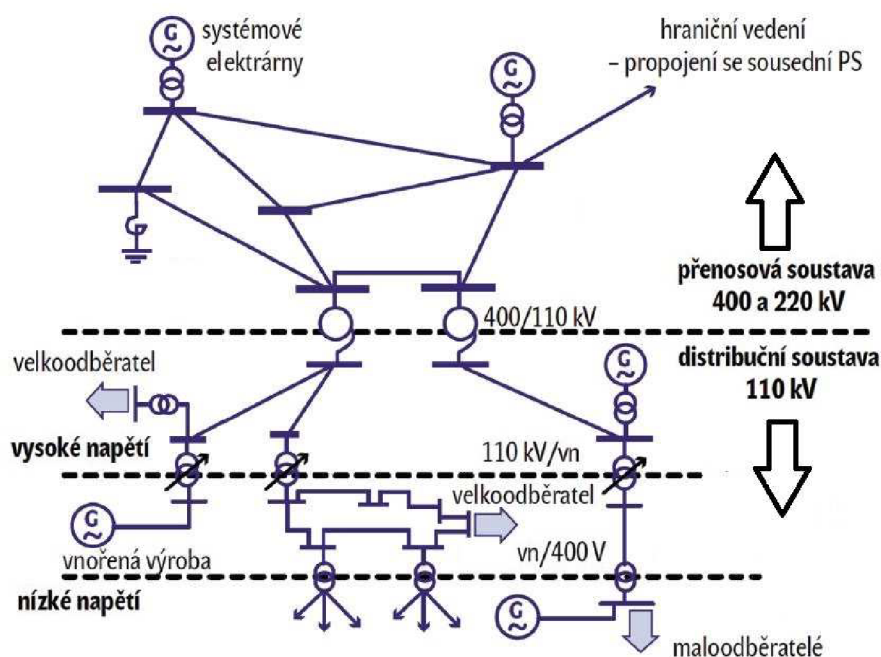 G
~
systémové
elektrárny
hraniční vedení
– propojení se sousední PS
G
~
přenosová soustava
400 a 220 kV
400/110 kV
distribuční soustava
110 kV
velkoodběratel
G
~
vysoké napětí
110 kV/vn
velkoodběratel
G
~
vnořená výroba
vn/400 V
nízké napětí
G
~
maloodběratelé